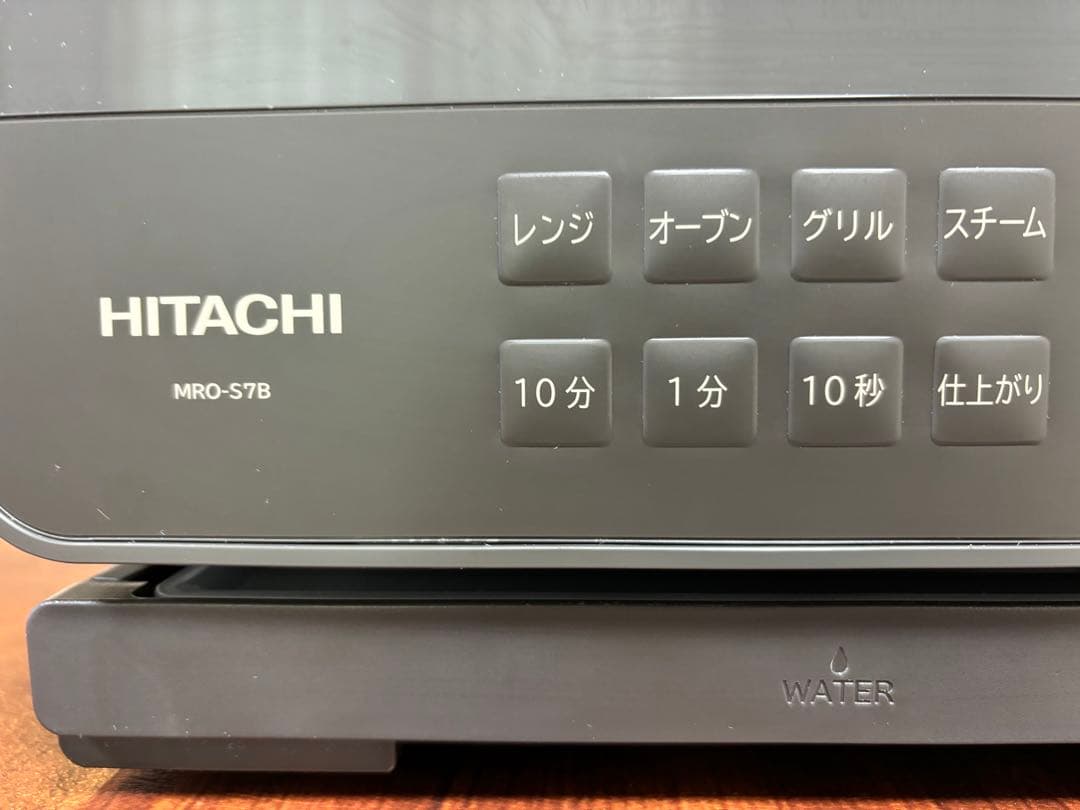 HITACHI
MRO-S7B
レンジ オーブン グリル スチーム
10分 1分 10秒 仕上がり
WATER